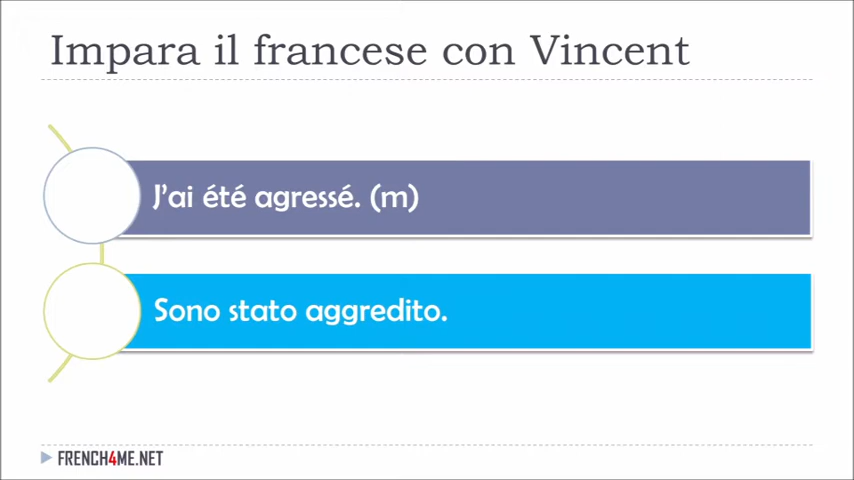 Impara il francese con Vincent
J'ai été agressé. (m)
Sono stato aggredito.
FRENCH4ME.NET